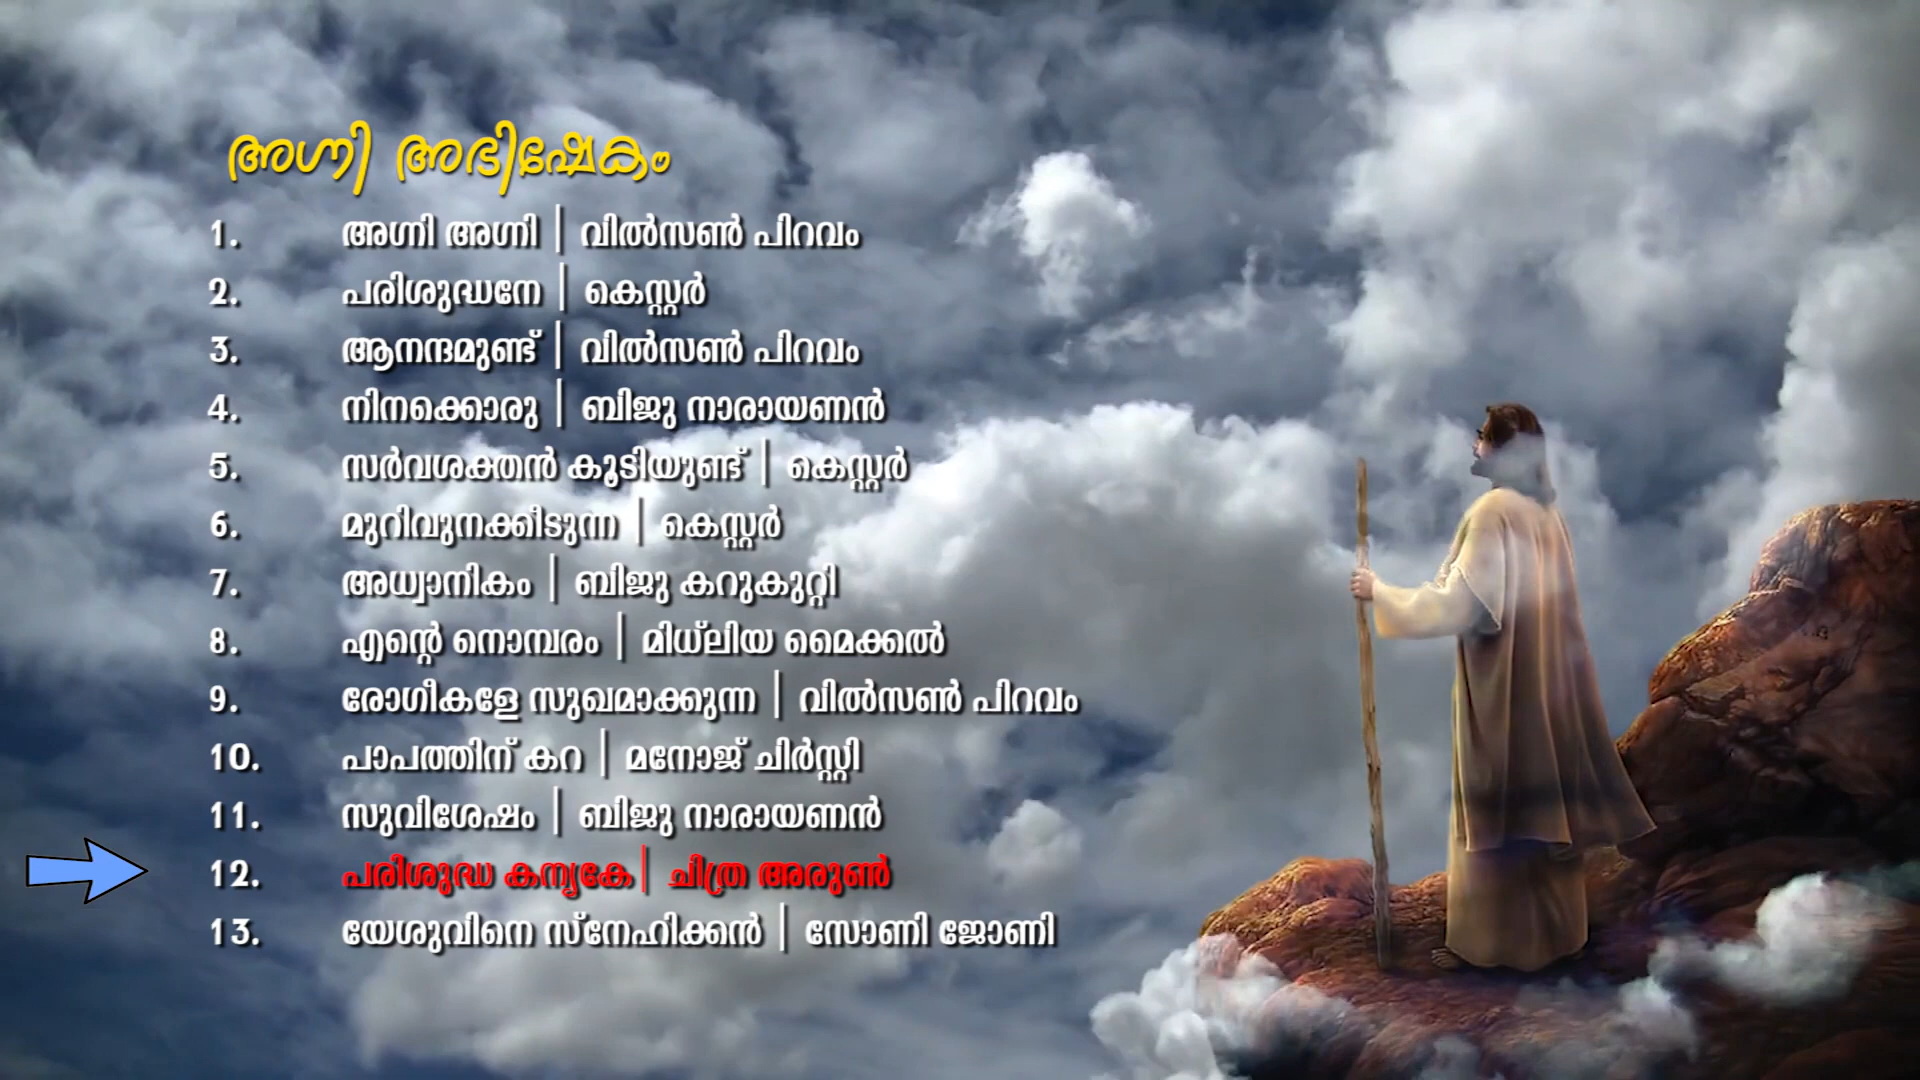 അഗ്നി അഭിഷേകം
1. അഗ്നി അഗ്നി | വിൽസൺ പിറവം
2. പരിശുദ്ധനേ | കെസ്റ്റർ
3. ആനന്ദമുണ്ട് | വിൽസൺ പിറവം
4. നിനക്കൊരു | ബിജു നാരായണൻ
5. സർവശക്തൻ കൂടിയുണ്ട് | കെസ്റ്റർ
6. മുറിവുനക്കീടുന്ന | കെസ്റ്റർ
7. അധ്വാനികം | ബിജു കറുകുറ്റി
8. എന്റെ നൊമ്പരം | മിഥ്ലിയ മൈക്കൽ
9. രോഗീകളേ സുഖമാക്കുന്ന | വിൽസൺ പിറവം
10. പാപത്തിന് കറ | മനോജ് ചിർസ്റ്റി
11. സുവിശേഷം | ബിജു നാരായണൻ
12. പരിശുദ്ധ കന്യകേ | ചിത്ര അരുൺ
13. യേശുവിനെ സ്നേഹിക്കൻ | സോണി ജോണി